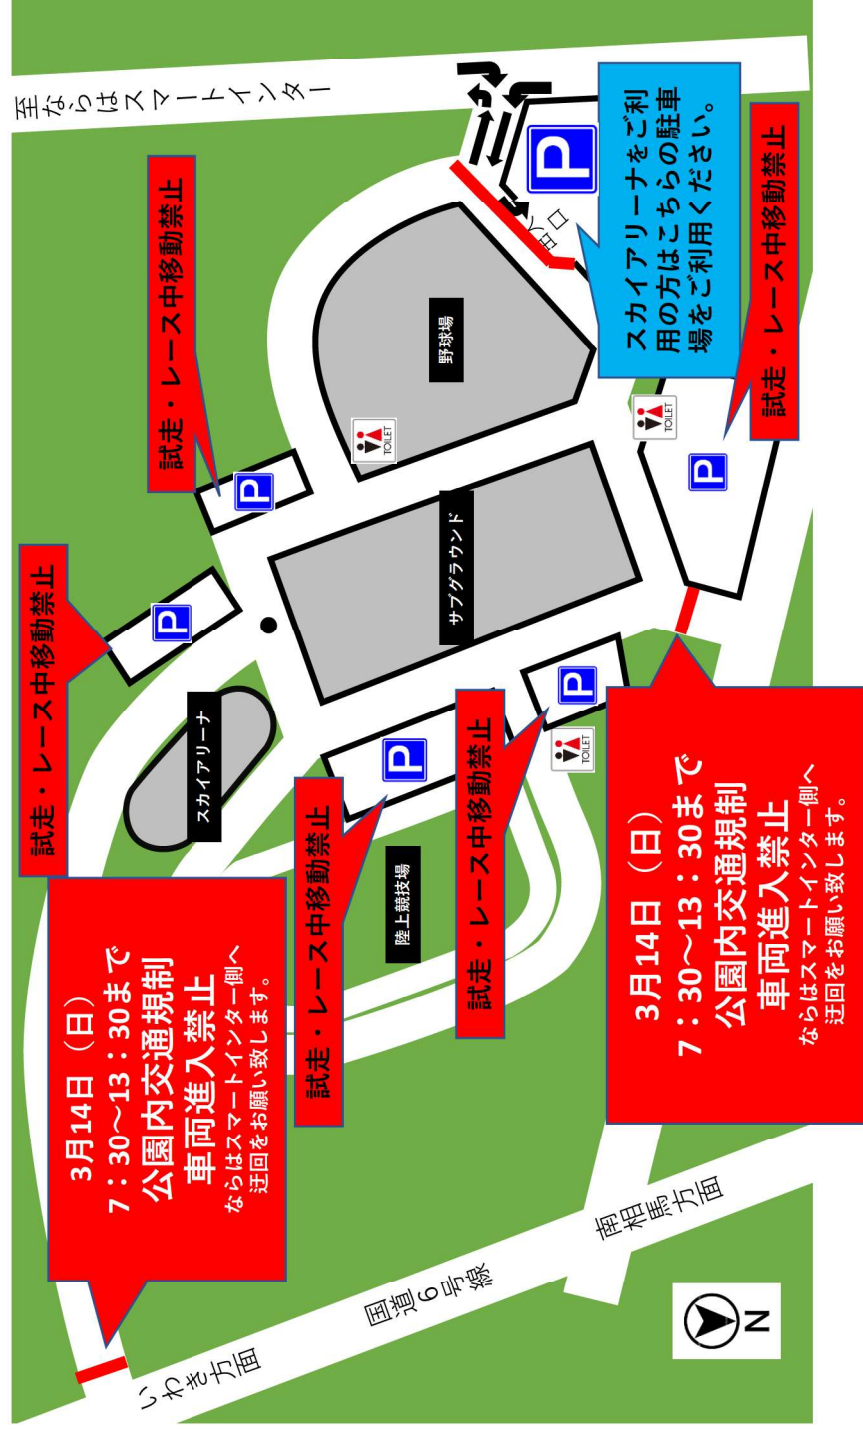 至ならはスマートインター
試走・レース中移動禁止
P
3月14日（日）
7：30～13：30まで
公園内交通規制
車両進入禁止
ならはスマートインター側へ
迂回をお願い致します。
いわき方面
試走・レース中移動禁止
P
スカイアリーナ
試走・レース中移動禁止
P
陸上競技場
国道6号線
TOILET
野球場
サブグラウンド
試走・レース中移動禁止
P
P
出入口
スカイアリーナをご利
用の方はこちらの駐車
場をご利用ください。
TOILET
TOILET
P
試走・レース中移動禁止
3月14日（日）
7：30～13：30まで
公園内交通規制
車両進入禁止
ならはスマートインター側へ
迂回をお願い致します。
南相馬方面
N